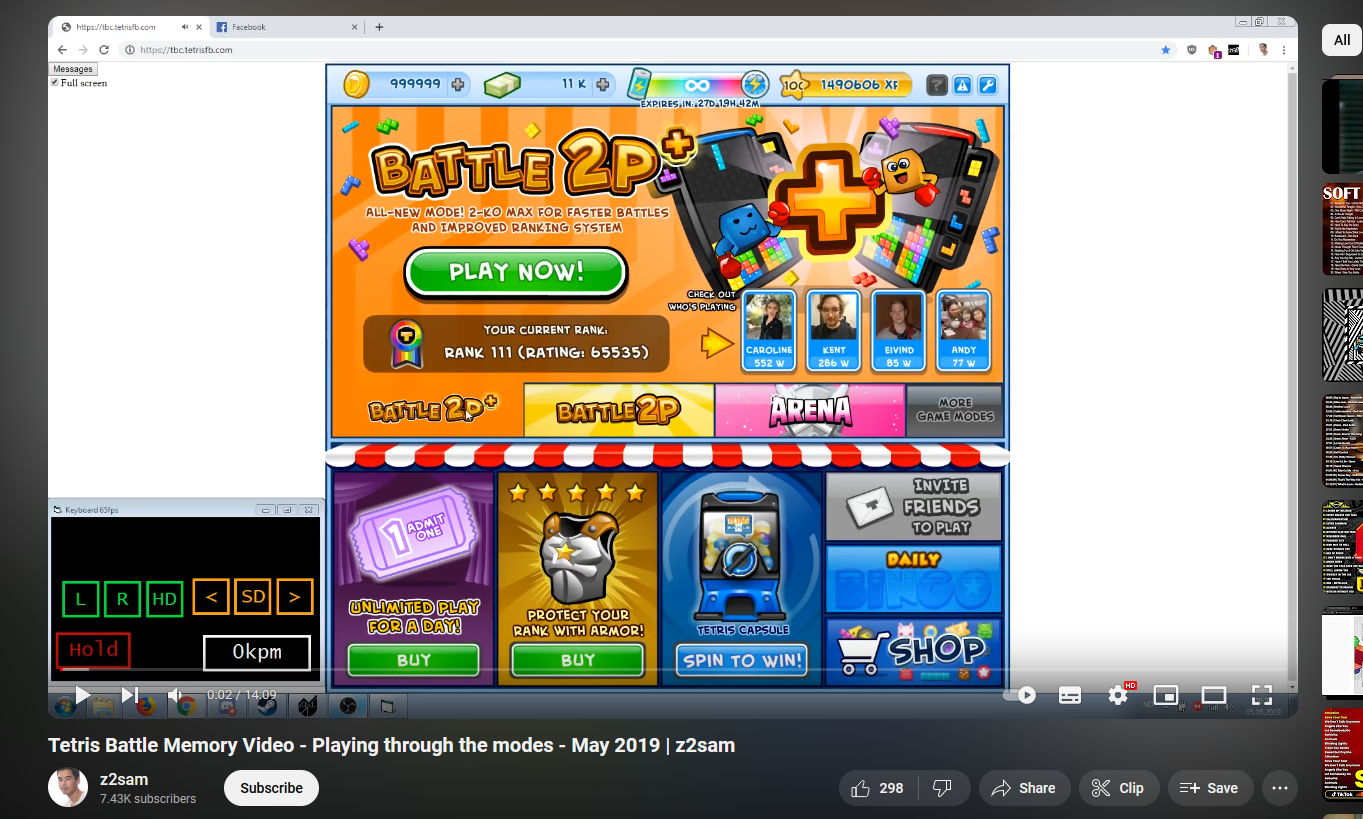 https://tbc.tetrisfb.com
Facebook
https://tbc.tetrisfb.com
Messages
Full screen
999999
11 K
100
1490606 XP
EXPIRES IN: 27D 19H 42M
BATTLE 2P+
ALL-NEW MODE! 2-KO MAX FOR FASTER BATTLES
AND IMPROVED RANKING SYSTEM
PLAY NOW!
CHECK OUT
WHO'S PLAYING
YOUR CURRENT RANK:
RANK 111 (RATING: 65535)
CAROLINE
552 W
KENT
286 W
EIVIND
85 W
ANDY
77 W
BATTLE 2P+
BATTLE 2P
ARENA
MORE
GAME MODES
1 ADMIT
ONE
UNLIMITED PLAY
FOR A DAY!
BUY
PROTECT YOUR
RANK WITH ARMOR!
BUY
TETRIS CAPSULE
SPIN TO WIN!
INVITE
FRIENDS
TO PLAY
DAILY
BINGO
SHOP
Keyboard 65fps
L R HD < SD >
Hold
0kpm
0:02 / 14:09
HD
Tetris Battle Memory Video - Playing through the modes - May 2019 | z2sam
z2sam
7.43K subscribers
Subscribe
298
Share
Clip
Save
All
SOFT